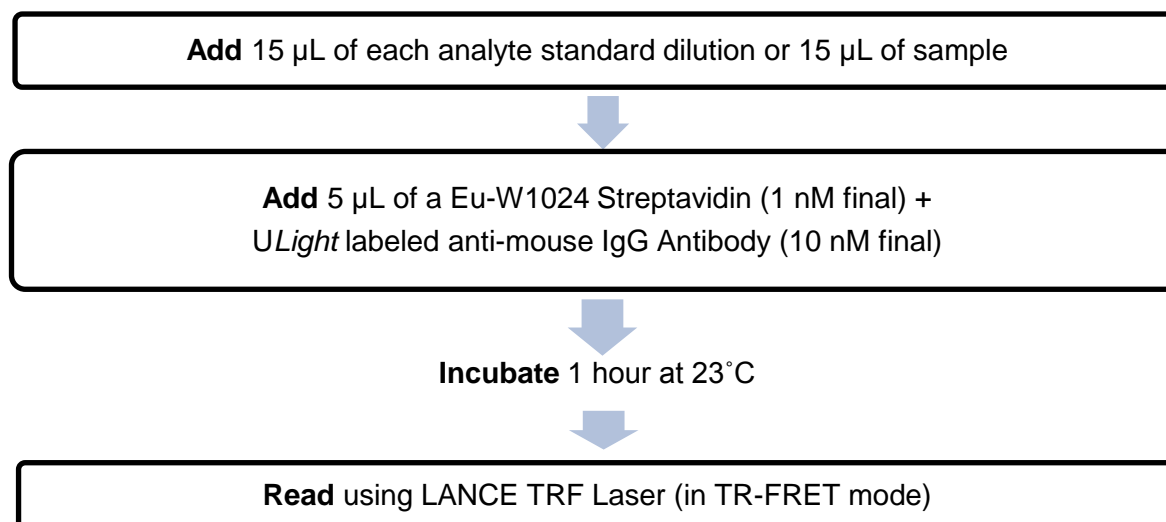 Add 15 µL of each analyte standard dilution or 15 µL of sample
Add 5 µL of a Eu-W1024 Streptavidin (1 nM final) +
ULight labeled anti-mouse IgG Antibody (10 nM final)
Incubate 1 hour at 23˚C
Read using LANCE TRF Laser (in TR-FRET mode)